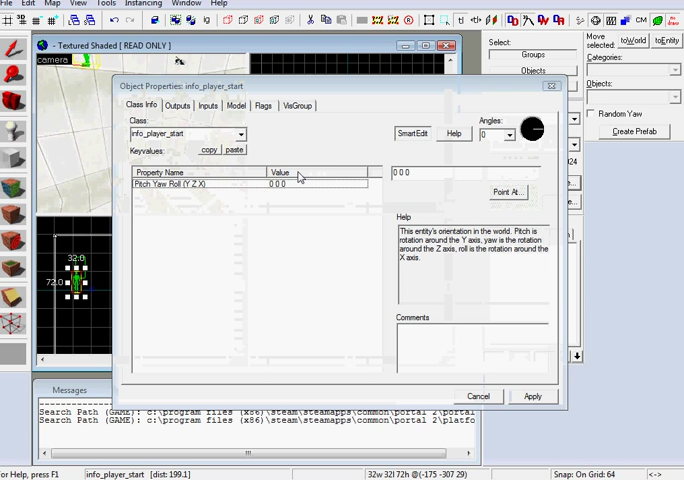 Edit Map View Tools Instancing Window Help
ig og CM
- Textured Shaded [ READ ONLY ]
camera
Select:
Groups
Objects
Move selected:
toWorld toEntity
Categories:
Objects:
Random Yaw
Create Prefab
Object Properties: info_player_start
Class Info Outputs Inputs Model Flags VisGroup
Class:
info_player_start
SmartEdit Help
Angles:
0
Keyvalues: copy paste
Property Name Value
Pitch Yaw Roll (Y Z X) 0 0 0
0 0 0
Point At...
Help
This entity's orientation in the world. Pitch is
rotation around the Y axis, yaw is the rotation
around the Z axis, roll is the rotation around the
X axis.
Comments
Cancel Apply
32.0
72.0
024
Messages
Search Path (GAME): c:\program files (x86)\steam\steamapps\common\portal 2\portal
Search Path (GAME): c:\program files (x86)\steam\steamapps\common\portal 2\platfo
For Help, press F1 info_player_start [dist: 199.1] 32w 32l 72h @(-175 -307 29) Snap: On Grid: 64